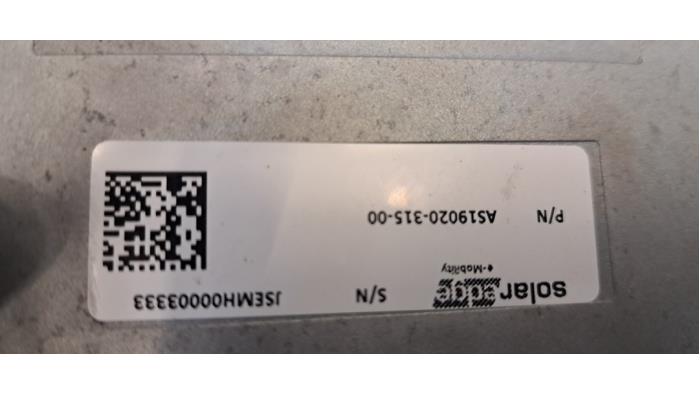 solaredge S/N JSEMH00003333
e-Mobility
P/N AS19020-315-00